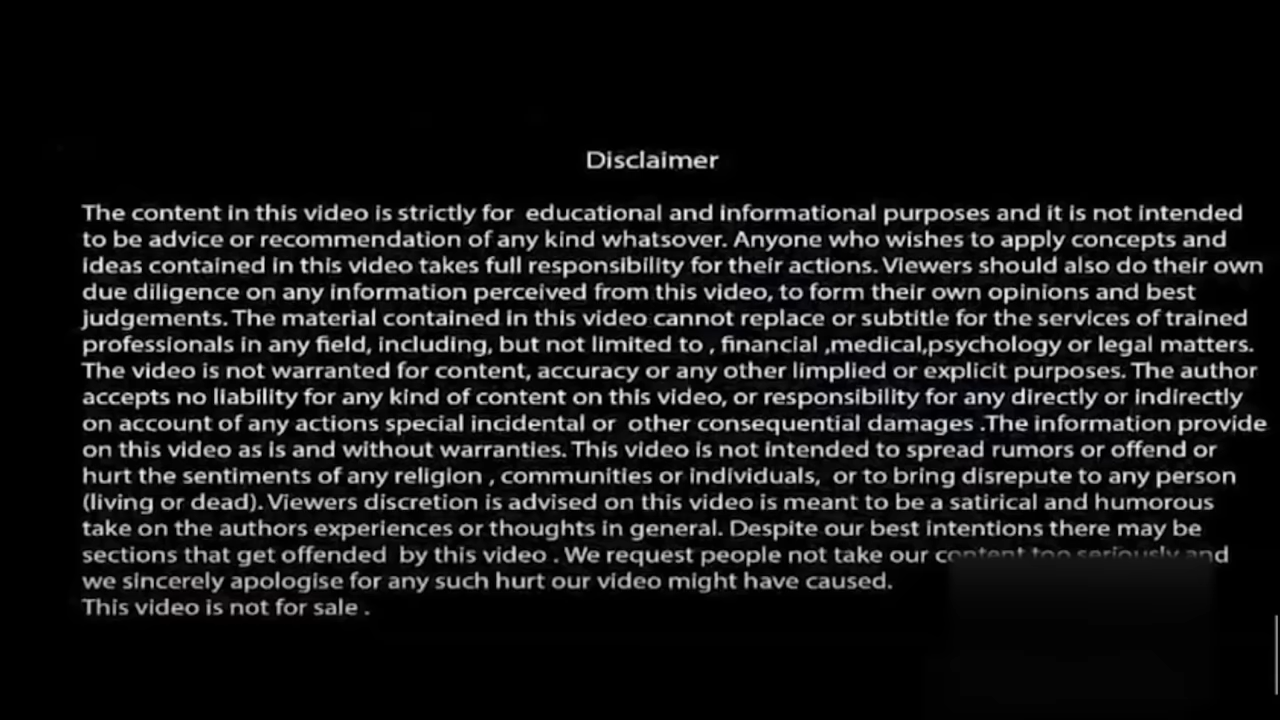 Disclaimer
The content in this video is strictly for educational and informational purposes and it is not intended
to be advice or recommendation of any kind whatsover. Anyone who wishes to apply concepts and
ideas contained in this video takes full responsibility for their actions. Viewers should also do their own
due diligence on any information perceived from this video, to form their own opinions and best
judgements. The material contained in this video cannot replace or subtitle for the services of trained
professionals in any field, including, but not limited to , financial ,medical,psychology or legal matters.
The video is not warranted for content, accuracy or any other limplied or explicit purposes. The author
accepts no liability for any kind of content on this video, or responsibility for any directly or indirectly
on account of any actions special incidental or other consequential damages .The information provide
on this video as is and without warranties. This video is not intended to spread rumors or offend or
hurt the sentiments of any religion , communities or individuals, or to bring disrepute to any person
(living or dead). Viewers discretion is advised on this video is meant to be a satirical and humorous
take on the authors experiences or thoughts in general. Despite our best intentions there may be
sections that get offended by this video . We request people not take our content too seriously and
we sincerely apologise for any such hurt our video might have caused.
This video is not for sale .